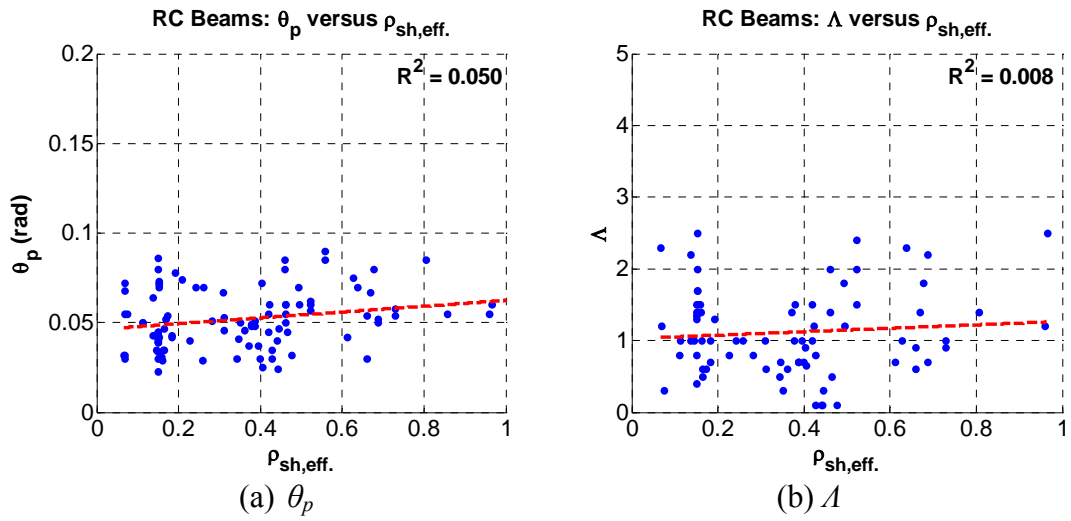 RC Beams: θp versus ρsh,eff.
R² = 0.050
0.2
0.15
0.1
0.05
0
θp (rad)
0 0.2 0.4 0.6 0.8 1
ρsh,eff.
(a) θp
RC Beams: Λ versus ρsh,eff.
R² = 0.008
5
4
3
2
1
0
Λ
0 0.2 0.4 0.6 0.8 1
ρsh,eff.
(b) Λ